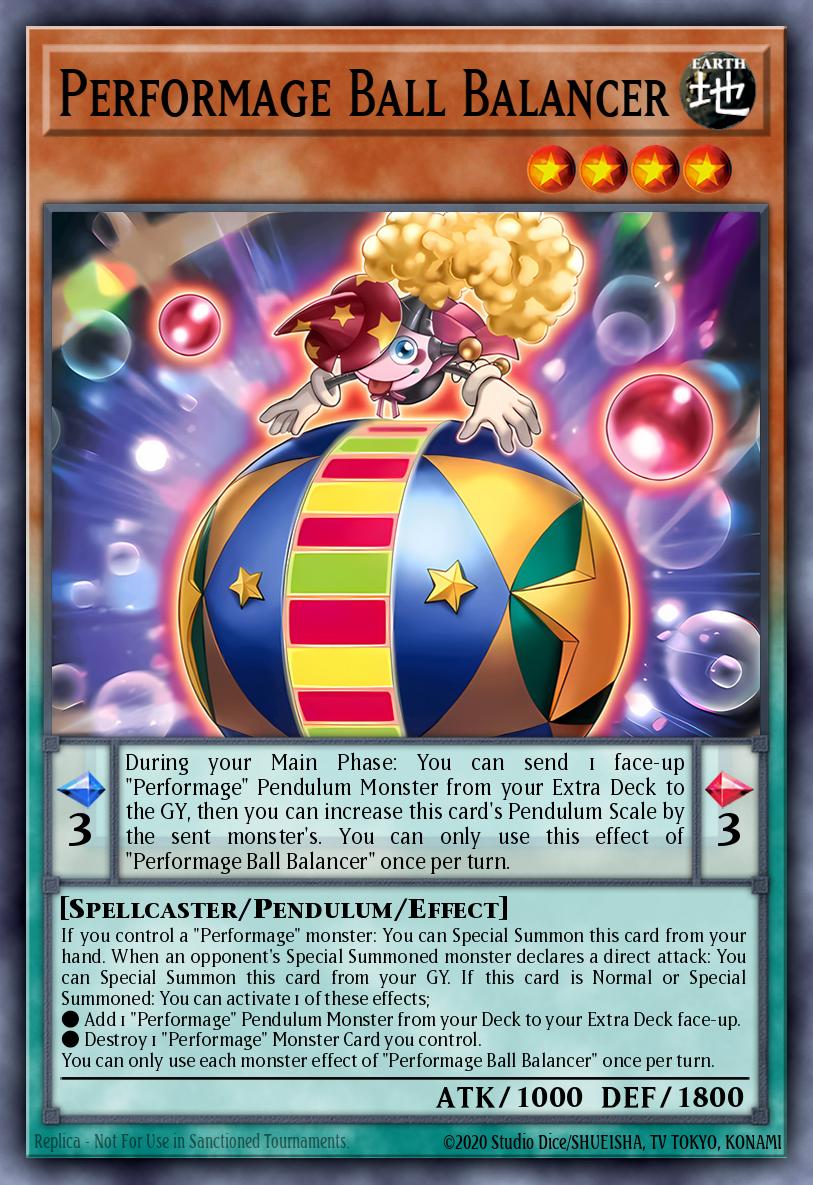 PERFORMAGE BALL BALANCER
EARTH
地
During your Main Phase: You can send 1 face-up
"Performage" Pendulum Monster from your Extra Deck to
the GY, then you can increase this card's Pendulum Scale by
the sent monster's. You can only use this effect of
"Performage Ball Balancer" once per turn.
3
3
[SPELLCASTER/PENDULUM/EFFECT]
If you control a "Performage" monster: You can Special Summon this card from your
hand. When an opponent's Special Summoned monster declares a direct attack: You
can Special Summon this card from your GY. If this card is Normal or Special
Summoned: You can activate 1 of these effects;
● Add 1 "Performage" Pendulum Monster from your Deck to your Extra Deck face-up.
● Destroy 1 "Performage" Monster Card you control.
You can only use each monster effect of "Performage Ball Balancer" once per turn.
ATK/1000 DEF/1800
Replica - Not For Use in Sanctioned Tournaments.
©2020 Studio Dice/SHUEISHA, TV TOKYO, KONAMI